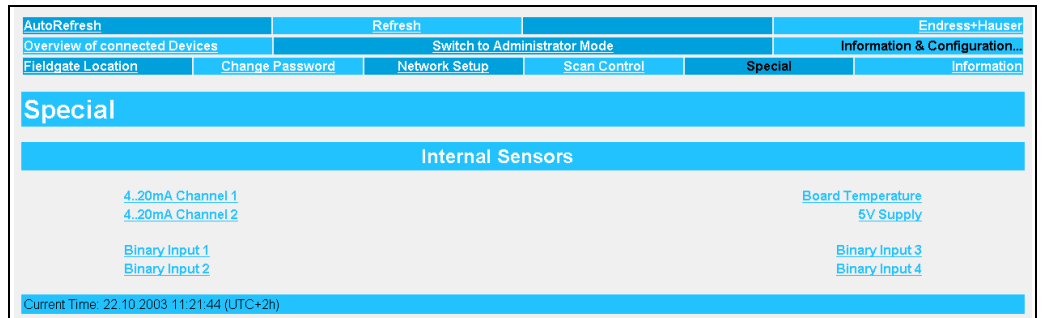 AutoRefresh Refresh Endress+Hauser
Overview of connected Devices Switch to Administrator Mode Information & Configuration...
Fieldgate Location Change Password Network Setup Scan Control Special Information
Special
Internal Sensors
4..20mA Channel 1 Board Temperature
4..20mA Channel 2 5V Supply
Binary Input 1 Binary Input 3
Binary Input 2 Binary Input 4
Current Time: 22.10.2003 11:21:44 (UTC+2h)